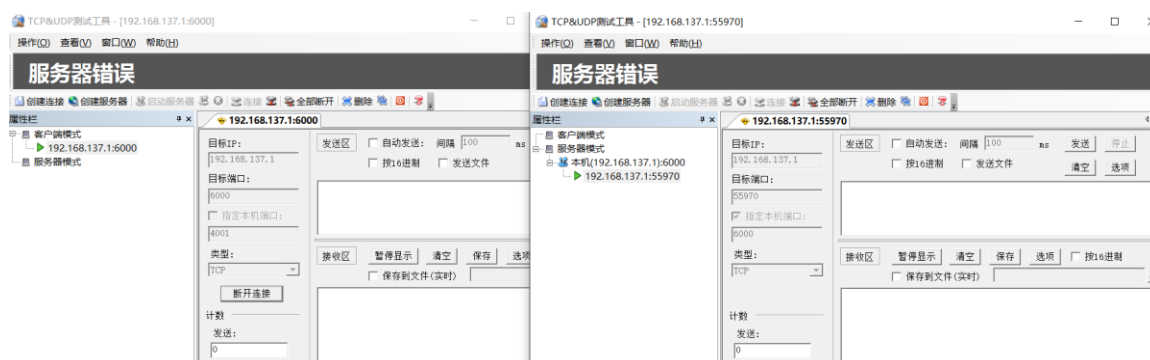 TCP&UDP测试工具 - [192.168.137.1:6000]
操作(O) 查看(V) 窗口(W) 帮助(H)
服务器错误
创建连接 创建服务器 启动服务器 连接 全部断开 删除
属性栏
客户端模式
192.168.137.1:6000
服务器模式
192.168.137.1:6000
目标IP:
192.168.137.1
目标端口:
6000
指定本机端口:
4001
类型:
TCP
断开连接
计数
发送:
0
发送区 自动发送: 间隔 100 ms
按16进制 发送文件
接收区 暂停显示 清空 保存 选项
保存到文件(实时)
TCP&UDP测试工具 - [192.168.137.1:55970]
操作(O) 查看(V) 窗口(W) 帮助(H)
服务器错误
创建连接 创建服务器 启动服务器 连接 全部断开 删除
属性栏
客户端模式
服务器模式
本机(192.168.137.1):6000
192.168.137.1:55970
192.168.137.1:55970
目标IP:
192.168.137.1
目标端口:
55970
指定本机端口:
6000
类型:
TCP
计数
发送:
0
发送区 自动发送: 间隔 100 ms 发送 停止
按16进制 发送文件 清空 选项
接收区 暂停显示 清空 保存 选项 按16进制
保存到文件(实时)